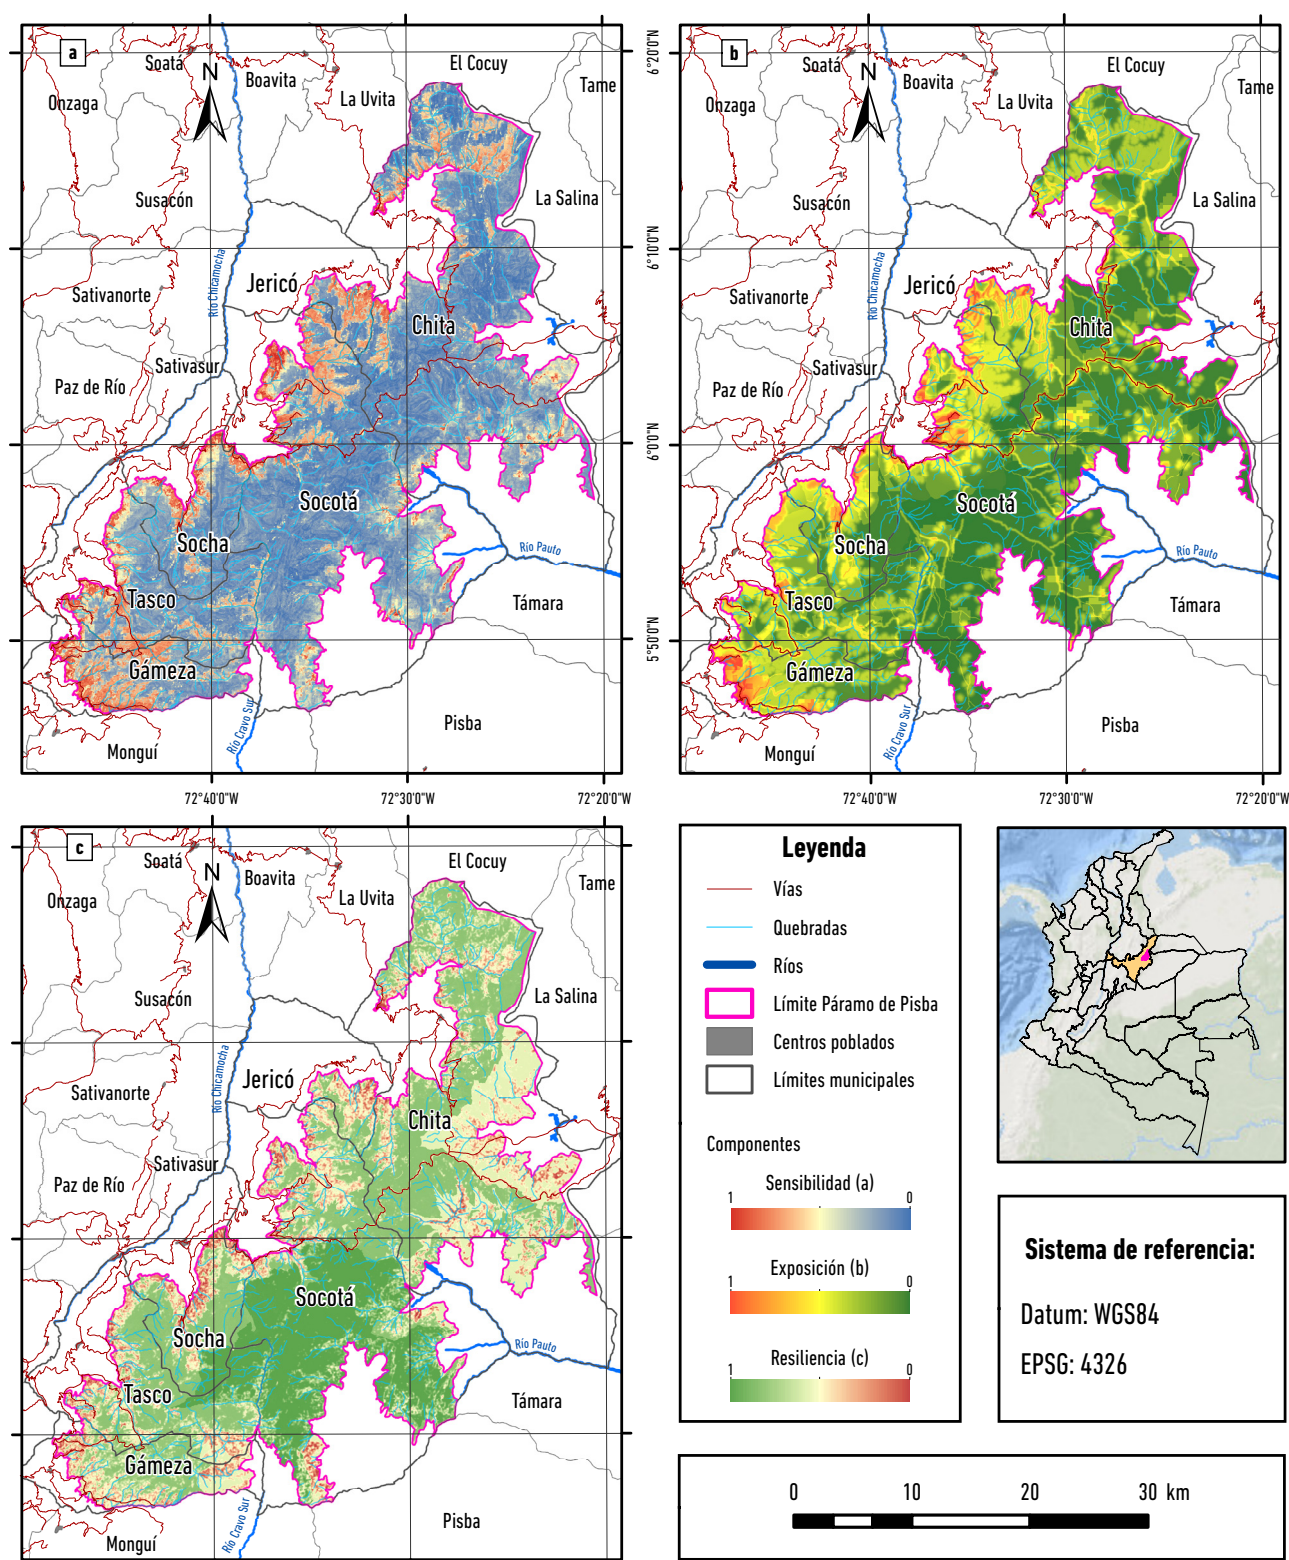 a
N
Soatá
Boavita
El Cocuy
Tame
Onzaga
La Uvita
Susacón
La Salina
Río Chicamocha
Jericó
Sativanorte
Chita
Sativasur
Paz de Río
Socotá
Socha
Río Pauto
Tasco
Támara
Gámeza
Río Cravo Sur
Pisba
Monguí
72°40'0"W
72°30'0"W
72°20'0"W
6°20'0"N
6°10'0"N
6°0'0"N
5°50'0"N
b
N
Soatá
Boavita
El Cocuy
Tame
Onzaga
La Uvita
Susacón
La Salina
Río Chicamocha
Jericó
Sativanorte
Chita
Sativasur
Paz de Río
Socotá
Socha
Río Pauto
Tasco
Támara
Gámeza
Río Cravo Sur
Pisba
Monguí
72°40'0"W
72°30'0"W
72°20'0"W
c
N
Soatá
Boavita
El Cocuy
Tame
Onzaga
La Uvita
Susacón
La Salina
Río Chicamocha
Jericó
Sativanorte
Chita
Sativasur
Paz de Río
Socotá
Socha
Río Pauto
Tasco
Támara
Gámeza
Río Cravo Sur
Pisba
Monguí
Leyenda
Vías
Quebradas
Ríos
Límite Páramo de Pisba
Centros poblados
Límites municipales
Componentes
Sensibilidad (a)
1 0
Exposición (b)
1 0
Resiliencia (c)
1 0
Sistema de referencia:
Datum: WGS84
EPSG: 4326
0 10 20 30 km